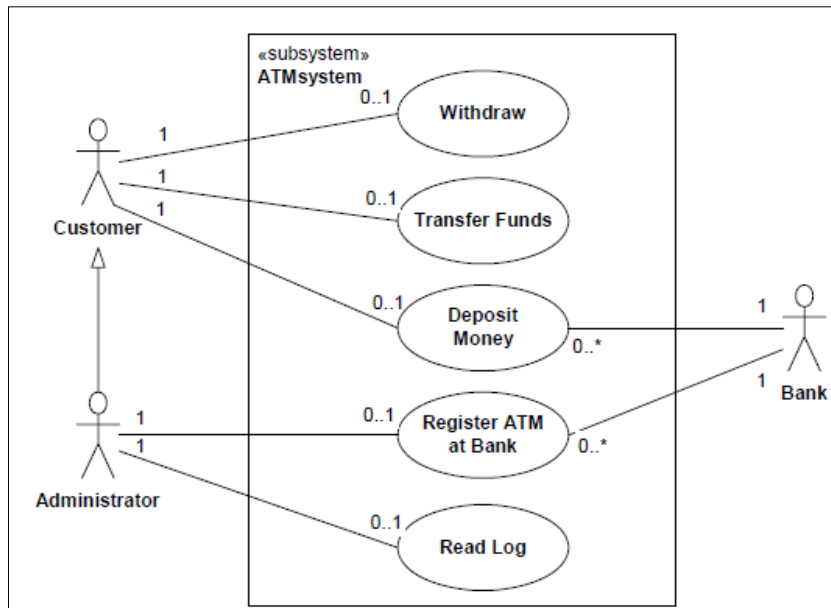 «subsystem»
ATMsystem
0..1
Withdraw
1
1
0..1
Transfer Funds
1
Customer
0..1
Deposit
Money
1
0..*
1
0..1
Register ATM
at Bank
1
Bank
1
0..*
Administrator
0..1
Read Log